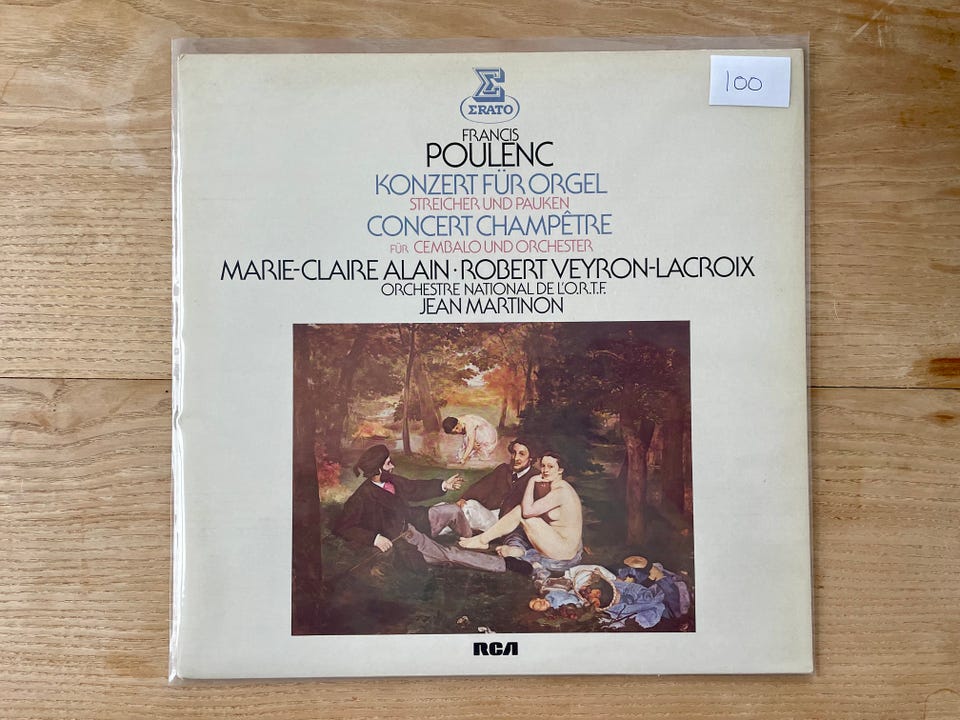 100
ERATO
FRANCIS
POULENC
KONZERT FÜR ORGEL
STREICHER UND PAUKEN
CONCERT CHAMPÊTRE
FÜR CEMBALO UND ORCHESTER
MARIE-CLAIRE ALAIN · ROBERT VEYRON-LACROIX
ORCHESTRE NATIONAL DE L'O.R.T.F.
JEAN MARTINON
RCA